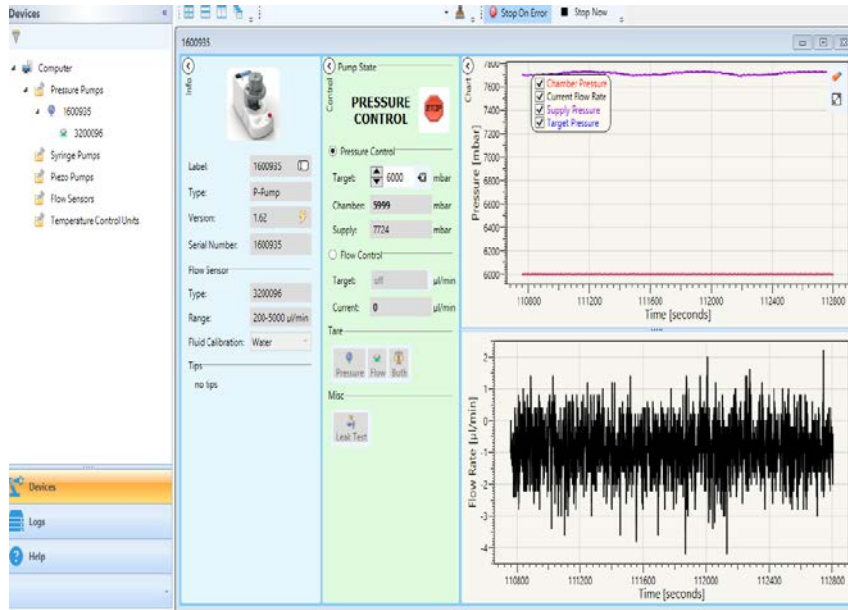 Devices
Stop On Error
Stop Now
1600935
Computer
Pressure Pumps
1600935
3200096
Syringe Pumps
Piezo Pumps
Flow Sensors
Temperature Control Units
Devices
Logs
Help
Info
Label:
1600935
Type:
P-Pump
Version:
1.62
Serial Number:
1600935
Flow Sensor
Type:
3200096
Range:
200-5000 µl/min
Fluid Calibration:
Water
Tips
no tips
Control
Pump State
PRESSURE
CONTROL
STOP
Pressure Control
Target:
6000
mbar
Chamber:
5999
mbar
Supply:
7724
mbar
Flow Control
Target:
off
µl/min
Current:
0
µl/min
Tare
Pressure
Flow
Both
Misc
Leak Test
Chart
Chamber Pressure
Current Flow Rate
Supply Pressure
Target Pressure
Pressure [mbar]
7800
7600
7400
7200
7000
6800
6600
6400
6200
6000
110800
111200
111600
112000
112400
112800
Time [seconds]
Flow Rate [µl/min]
2
1
0
-1
-2
-3
-4
110800
111200
111600
112000
112400
112800
Time [seconds]